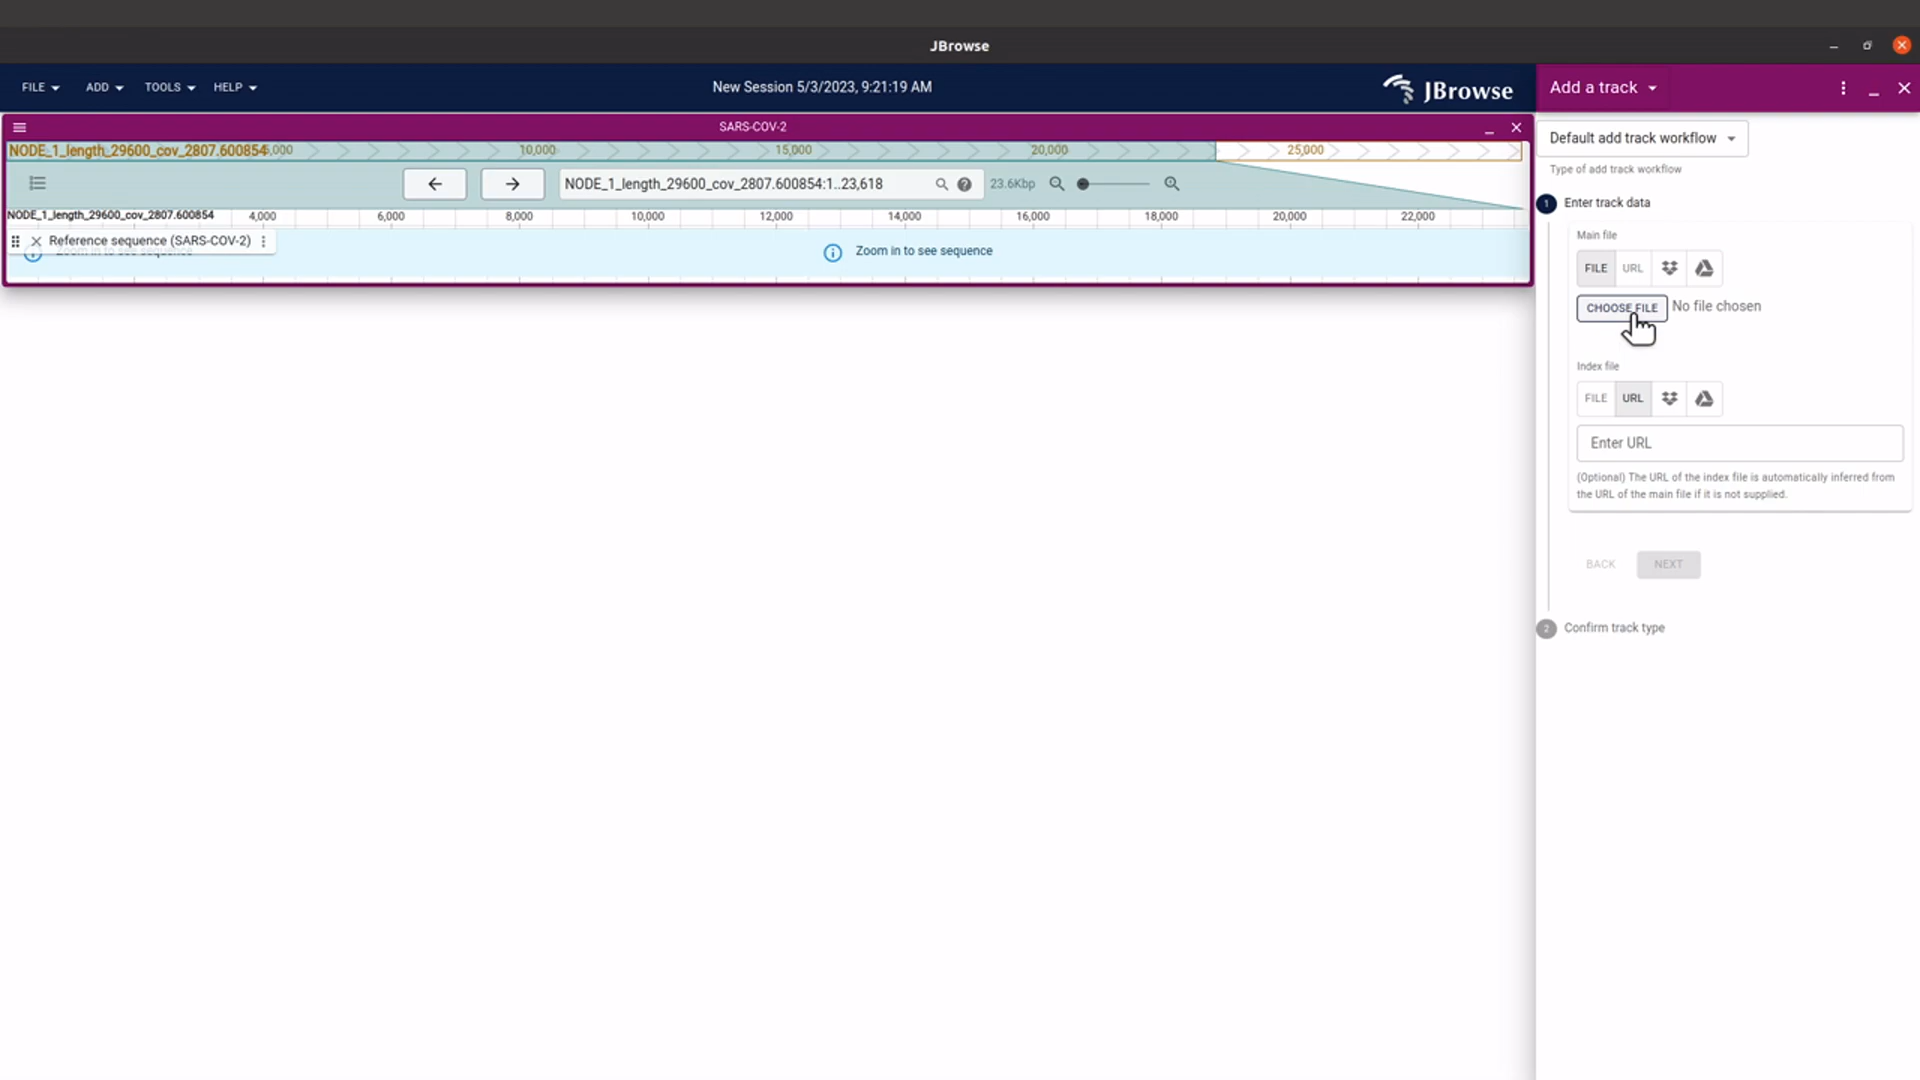 JBrowse
FILE ADD TOOLS HELP
New Session 5/3/2023, 9:21:19 AM
JBrowse
Add a track
SARS-COV-2
NODE_1_length_29600_cov_2807.600854 ,000 10,000 15,000 20,000 25,000
NODE_1_length_29600_cov_2807.600854:1..23,618
23.6Kbp
NODE_1_length_29600_cov_2807.600854 4,000 6,000 8,000 10,000 12,000 14,000 16,000 18,000 20,000 22,000
Reference sequence (SARS-COV-2)
Zoom in to see sequence
Zoom in to see sequence
Default add track workflow
Type of add track workflow
1 Enter track data
Main file
FILE URL
CHOOSE FILE No file chosen
Index file
FILE URL
Enter URL
(Optional) The URL of the index file is automatically inferred from
the URL of the main file if it is not supplied.
BACK NEXT
2 Confirm track type